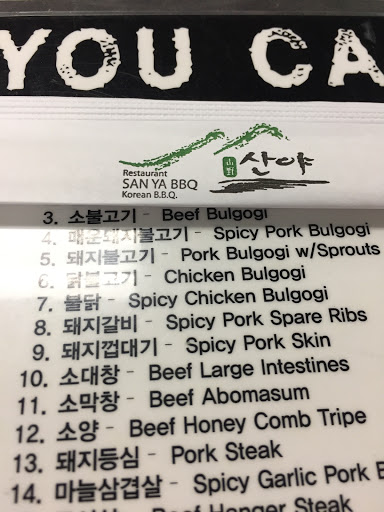 YOU CA
Restaurant
SAN YA BBQ
Korean B.B.Q.
山野
산야
3. 소불고기 - Beef Bulgogi
4. 매운돼지불고기 - Spicy Pork Bulgogi
5. 돼지불고기 - Pork Bulgogi w/Sprouts
6. 닭불고기 - Chicken Bulgogi
7. 불닭 - Spicy Chicken Bulgogi
8. 돼지갈비 - Spicy Pork Spare Ribs
9. 돼지껍대기 - Spicy Pork Skin
10. 소대창 - Beef Large Intestines
11. 소막창 - Beef Abomasum
12. 소양 - Beef Honey Comb Tripe
13. 돼지등심 - Pork Steak
14. 마늘삼겹살 - Spicy Garlic Pork B
Beef Hanger Steak